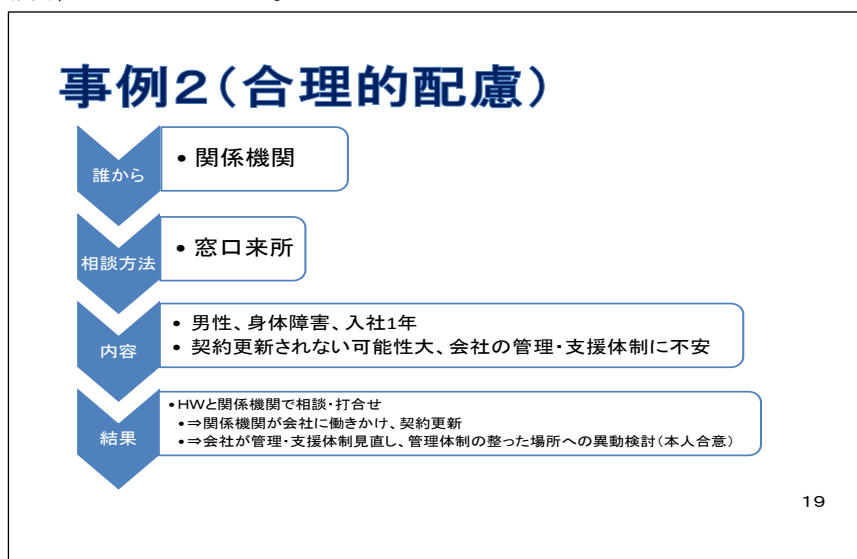 事例２（合理的配慮）
誰から
• 関係機関
相談方法
• 窓口来所
内容
• 男性、身体障害、入社1年
• 契約更新されない可能性大、会社の管理・支援体制に不安
結果
•HWと関係機関で相談・打合せ
•⇒関係機関が会社に働きかけ、契約更新
•⇒会社が管理・支援体制見直し、管理体制の整った場所への異動検討（本人合意）
19